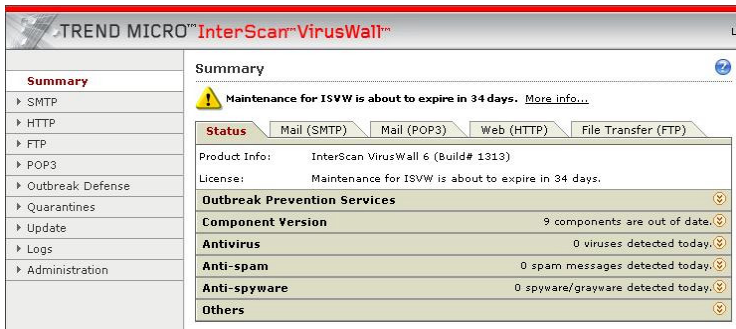 TREND MICRO™ InterScan™ VirusWall™
L
Summary
SMTP
HTTP
FTP
POP3
Outbreak Defense
Quarantines
Update
Logs
Administration
Summary
?
! Maintenance for ISVW is about to expire in 34 days. More info...
Status Mail (SMTP) Mail (POP3) Web (HTTP) File Transfer (FTP)
Product Info: InterScan VirusWall 6 (Build# 1313)
License: Maintenance for ISVW is about to expire in 34 days.
Outbreak Prevention Services
Component Version 9 components are out of date.
Antivirus 0 viruses detected today.
Anti-spam 0 spam messages detected today.
Anti-spyware 0 spyware/grayware detected today.
Others